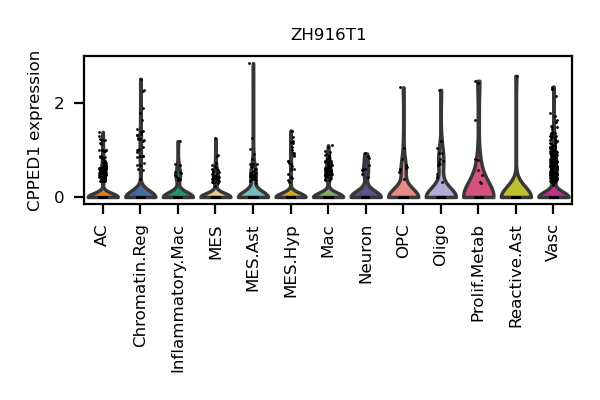 ZH916T1
CPPED1 expression
2
0
AC
Chromatin.Reg
Inflammatory.Mac
MES
MES.Ast
MES.Hyp
Mac
Neuron
OPC
Oligo
Prolif.Metab
Reactive.Ast
Vasc